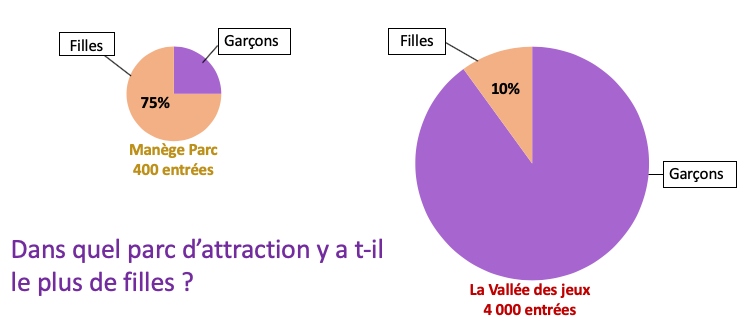 Filles
Garçons
75%
Manège Parc
400 entrées
Filles
10%
Garçons
La Vallée des jeux
4 000 entrées
Dans quel parc d’attraction y a t-il
le plus de filles ?